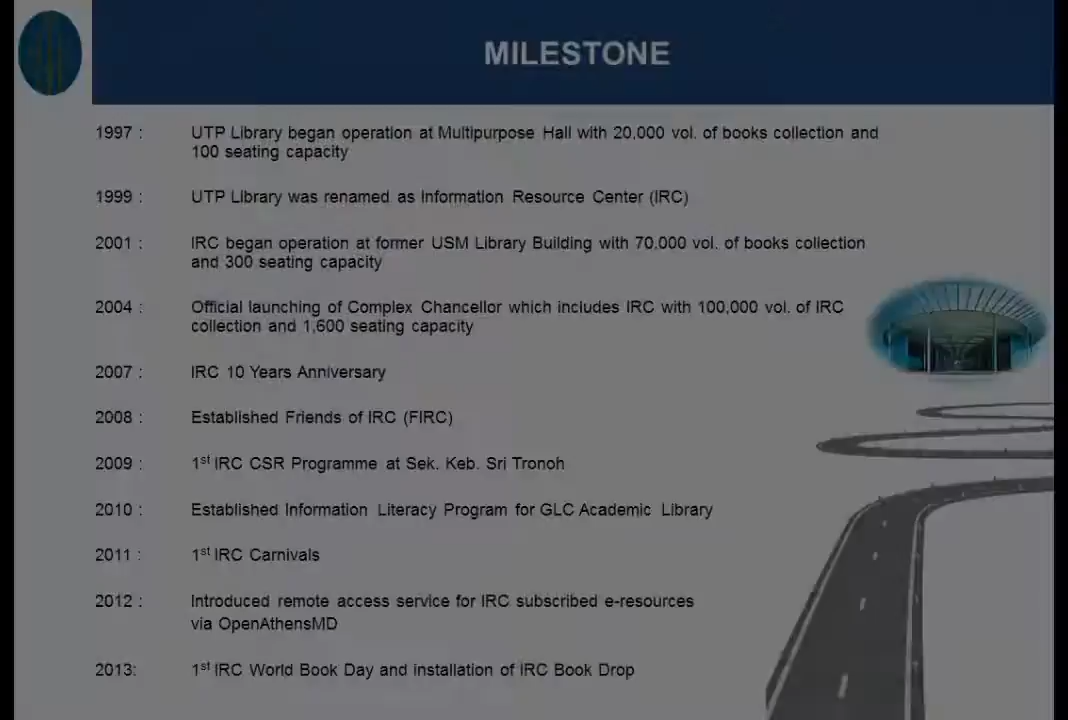 MILESTONE
1997 : UTP Library began operation at Multipurpose Hall with 20,000 vol. of books collection and
100 seating capacity
1999 : UTP Library was renamed as Information Resource Center (IRC)
2001 : IRC began operation at former USM Library Building with 70,000 vol. of books collection
and 300 seating capacity
2004 : Official launching of Complex Chancellor which includes IRC with 100,000 vol. of IRC
collection and 1,600 seating capacity
2007 : IRC 10 Years Anniversary
2008 : Established Friends of IRC (FIRC)
2009 : 1st IRC CSR Programme at Sek. Keb. Sri Tronoh
2010 : Established Information Literacy Program for GLC Academic Library
2011 : 1st IRC Carnivals
2012 : Introduced remote access service for IRC subscribed e-resources
via OpenAthensMD
2013: 1st IRC World Book Day and installation of IRC Book Drop